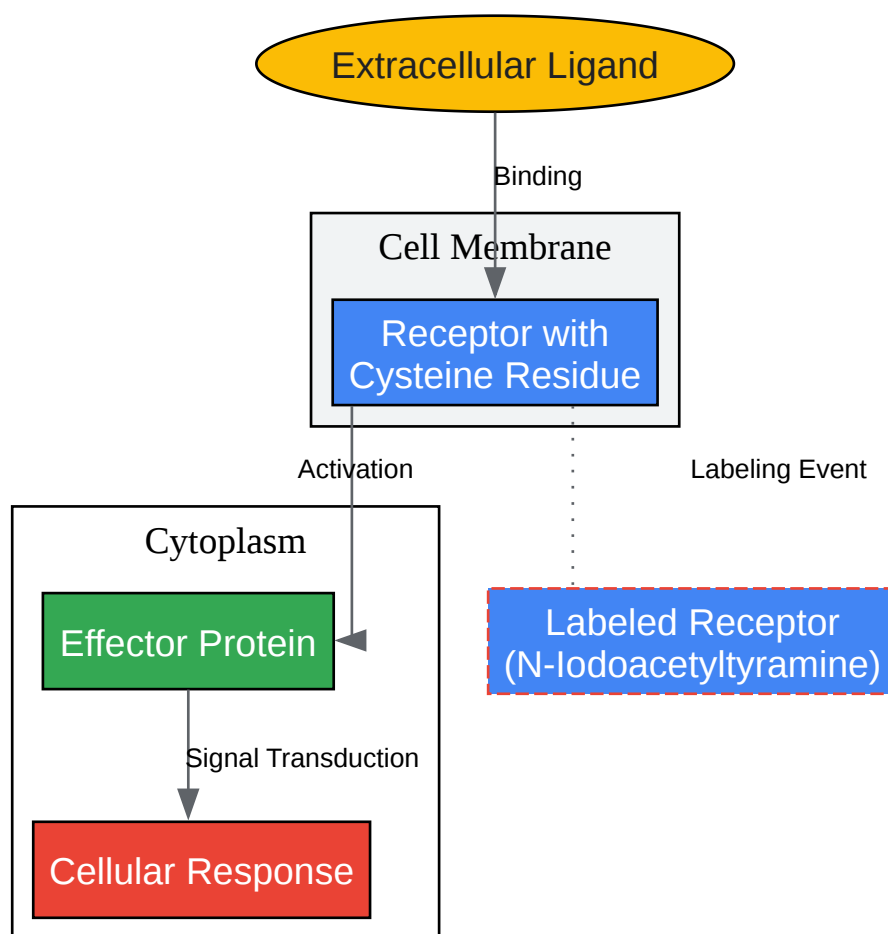 Extracellular Ligand
Binding
Cell Membrane
Receptor with
Cysteine Residue
Activation
Labeling Event
Cytoplasm
Effector Protein
Labeled Receptor
(N-Iodoacetyltyramine)
Signal Transduction
Cellular Response